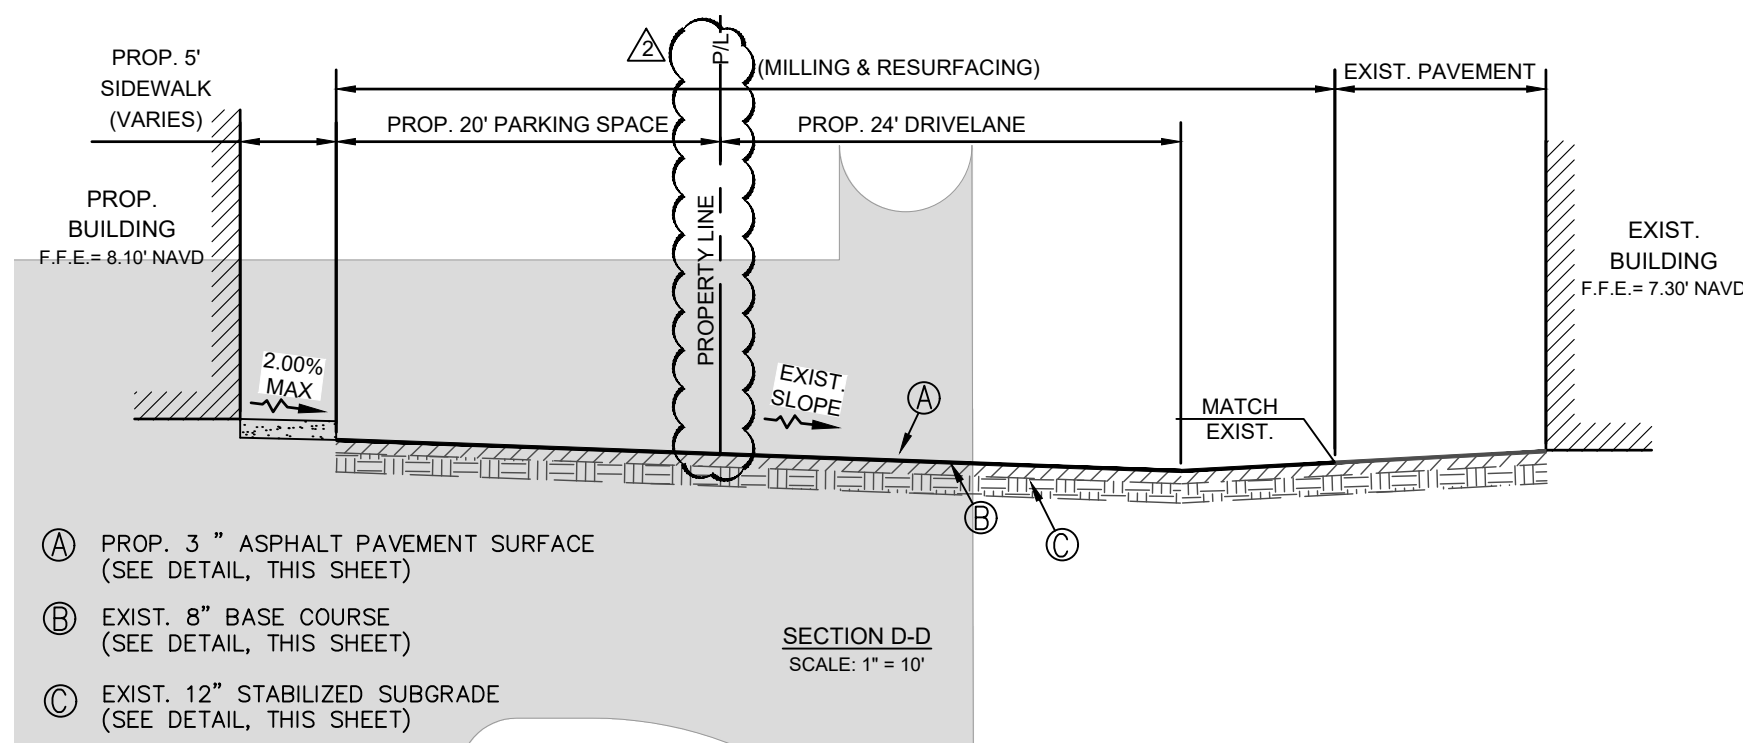 PROP. 5'
SIDEWALK
(VARIES)
2
P/L
(MILLING & RESURFACING)
EXIST. PAVEMENT
PROP. 20' PARKING SPACE
PROP. 24' DRIVELANE
PROP.
BUILDING
F.F.E.= 8.10' NAVD
PROPERTY LINE
EXIST.
BUILDING
F.F.E.= 7.30' NAVD
2.00%
MAX
EXIST.
SLOPE
A
MATCH
EXIST.
B
C
A PROP. 3 " ASPHALT PAVEMENT SURFACE
(SEE DETAIL, THIS SHEET)
B EXIST. 8" BASE COURSE
(SEE DETAIL, THIS SHEET)
C EXIST. 12" STABILIZED SUBGRADE
(SEE DETAIL, THIS SHEET)
SECTION D-D
SCALE: 1" = 10'